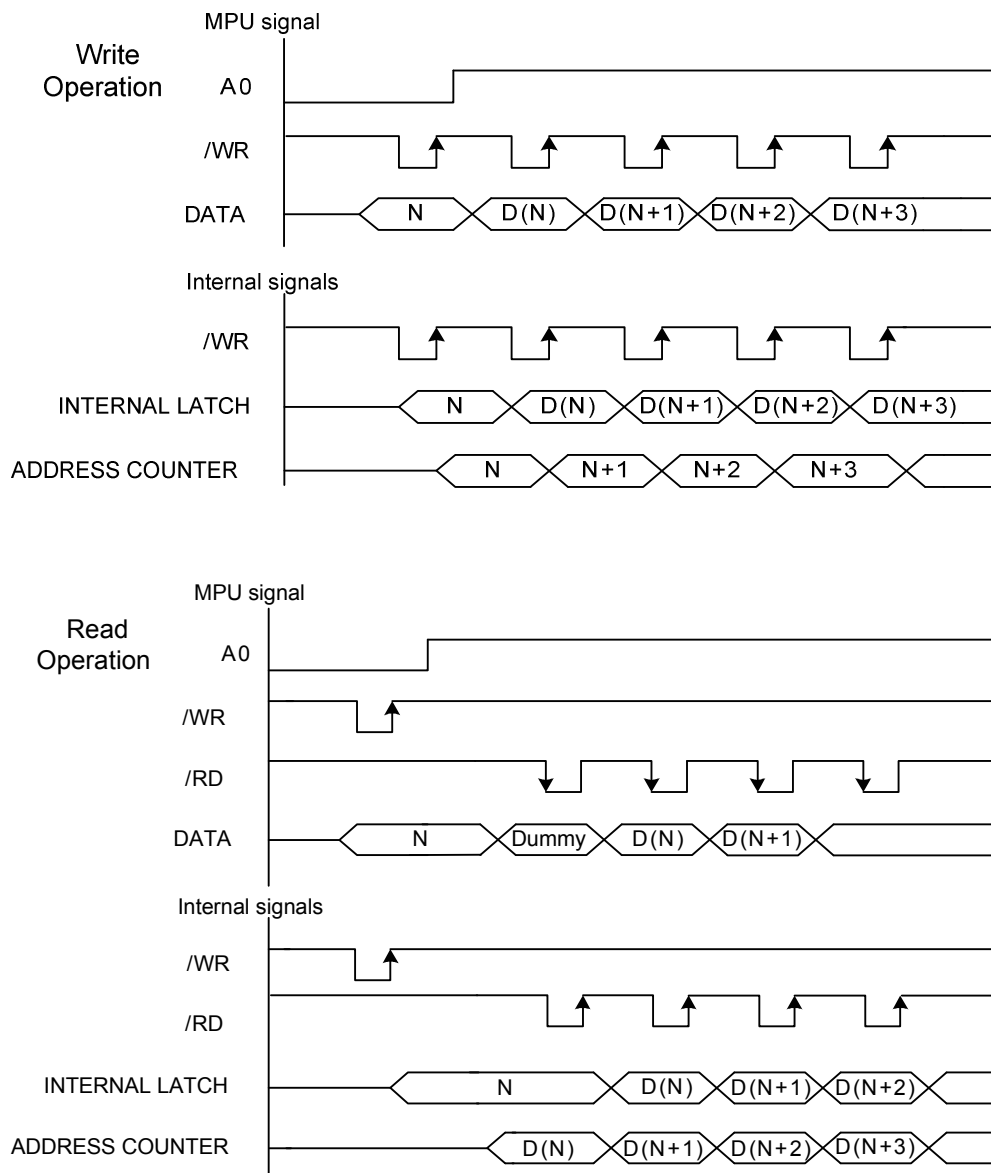 MPU signal
Write
Operation
A0
/WR
DATA N D(N) D(N+1) D(N+2) D(N+3)
Internal signals
/WR
INTERNAL LATCH N D(N) D(N+1) D(N+2) D(N+3)
ADDRESS COUNTER N N+1 N+2 N+3
MPU signal
Read
Operation
A0
/WR
/RD
DATA N Dummy D(N) D(N+1)
Internal signals
/WR
/RD
INTERNAL LATCH N D(N) D(N+1) D(N+2)
ADDRESS COUNTER D(N) D(N+1) D(N+2) D(N+3)